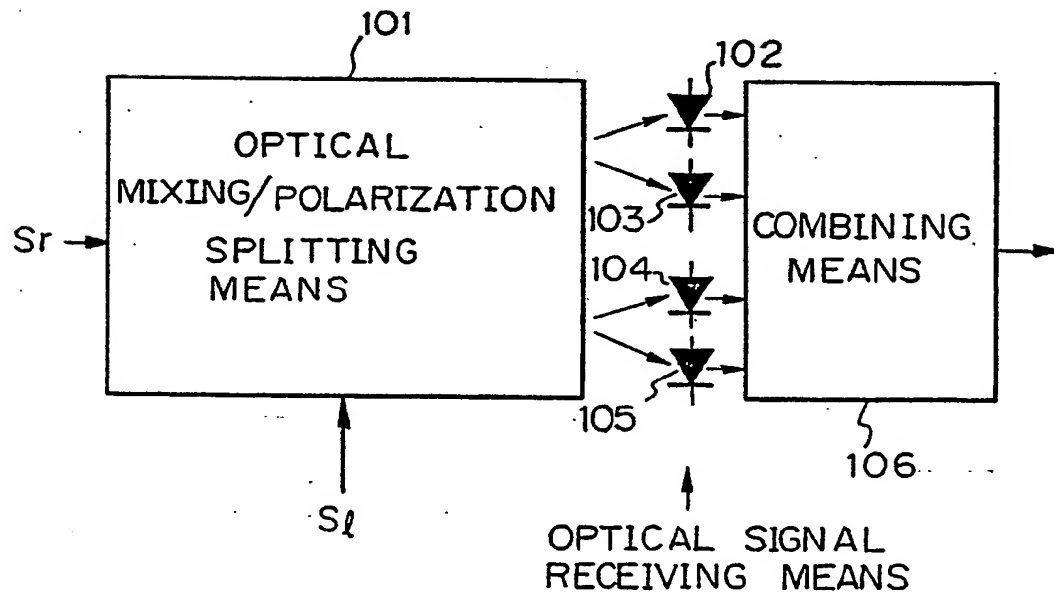 101
102
OPTICAL
MIXING/POLARIZATION
SPLITTING
MEANS
Sr
103
COMBINING
MEANS
104
105
106
Sℓ
OPTICAL SIGNAL
RECEIVING MEANS